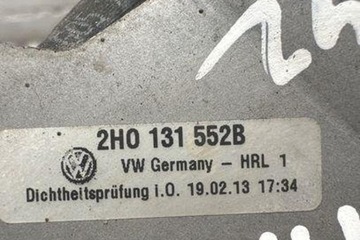 2H0 131 552B
VW Germany - HRL 1
Dichtheitsprüfung i.O. 19.02.13 17:34